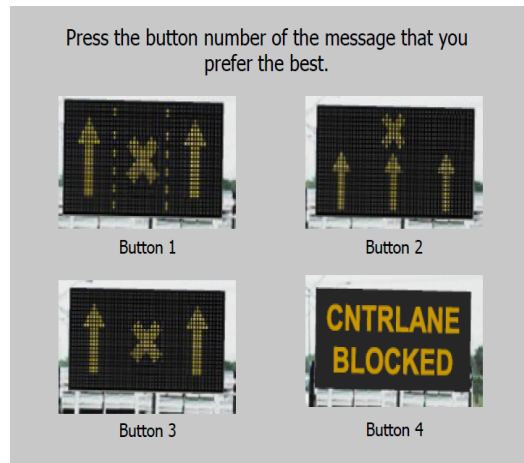 Press the button number of the message that you
prefer the best.
Button 1
Button 2
Button 3
CNTRLANE
BLOCKED
Button 4